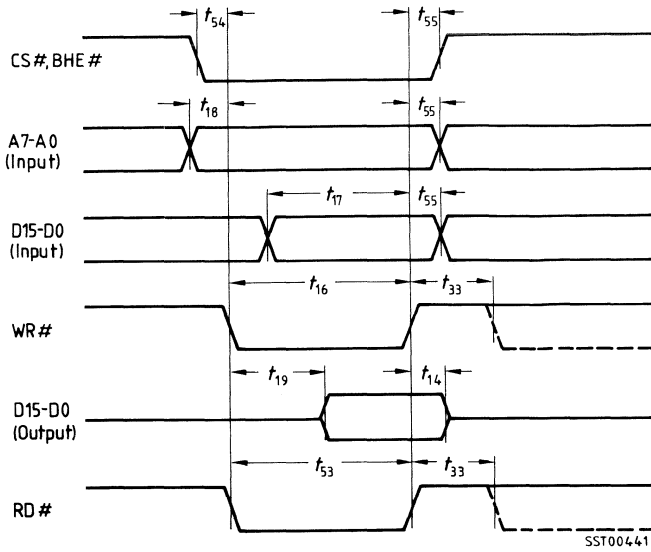 t54 t55
CS#, BHE#
t18 t55
A7-A0
(Input)
t17 t55
D15-D0
(Input)
t16 t33
WR#
t19 t14
D15-D0
(Output)
t53 t33
RD#
SST00441